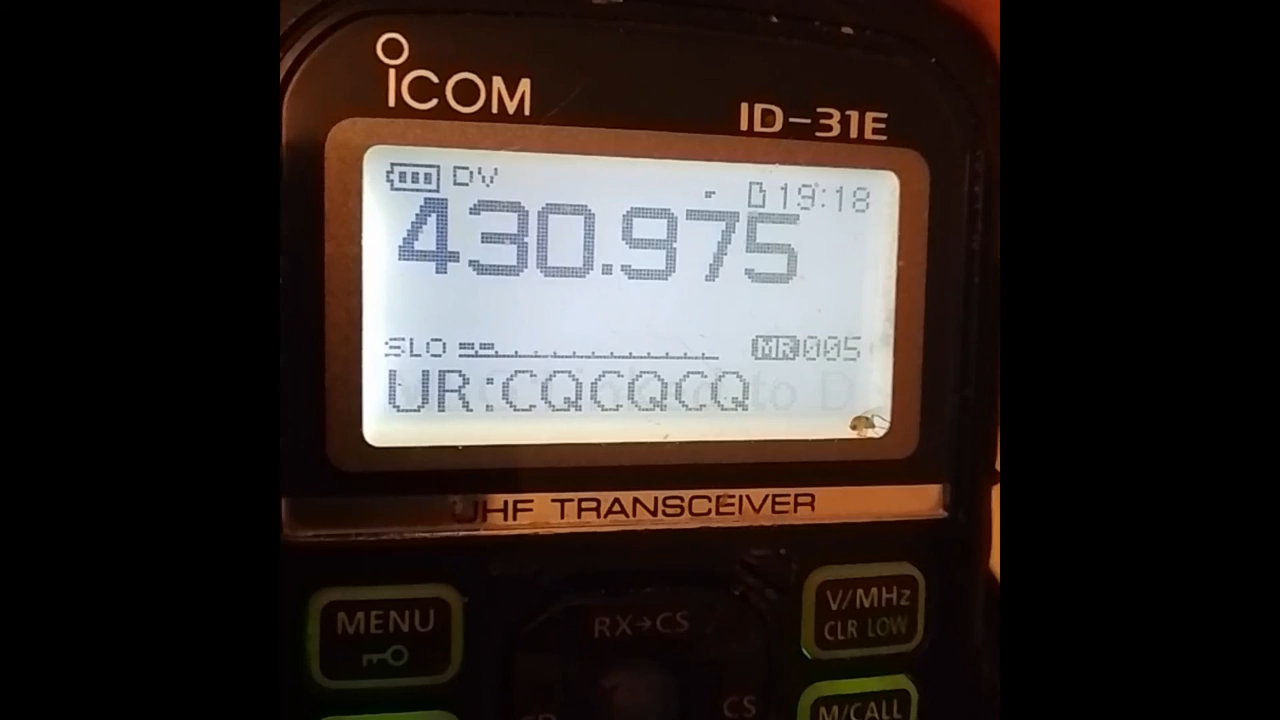 ICOM
ID-31E
DV 19:18
430.975
SLO MR 005
UR:CQCQCQ
UHF TRANSCEIVER
MENU
RX→CS
V/MHz
CLR LOW
CS
M/CALL